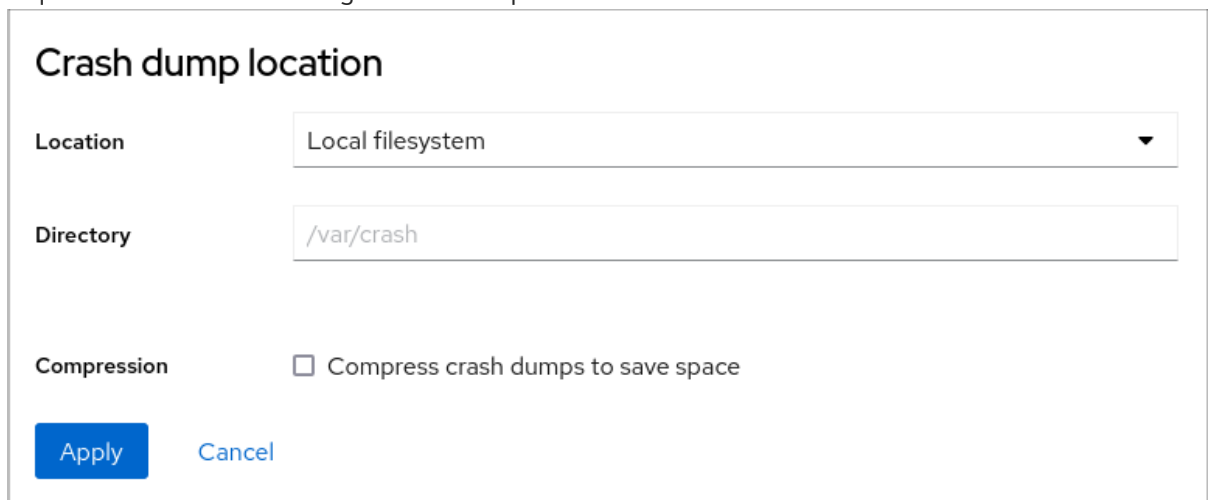 Crash dump location
Location Local filesystem
Directory /var/crash
Compression Compress crash dumps to save space
Apply Cancel